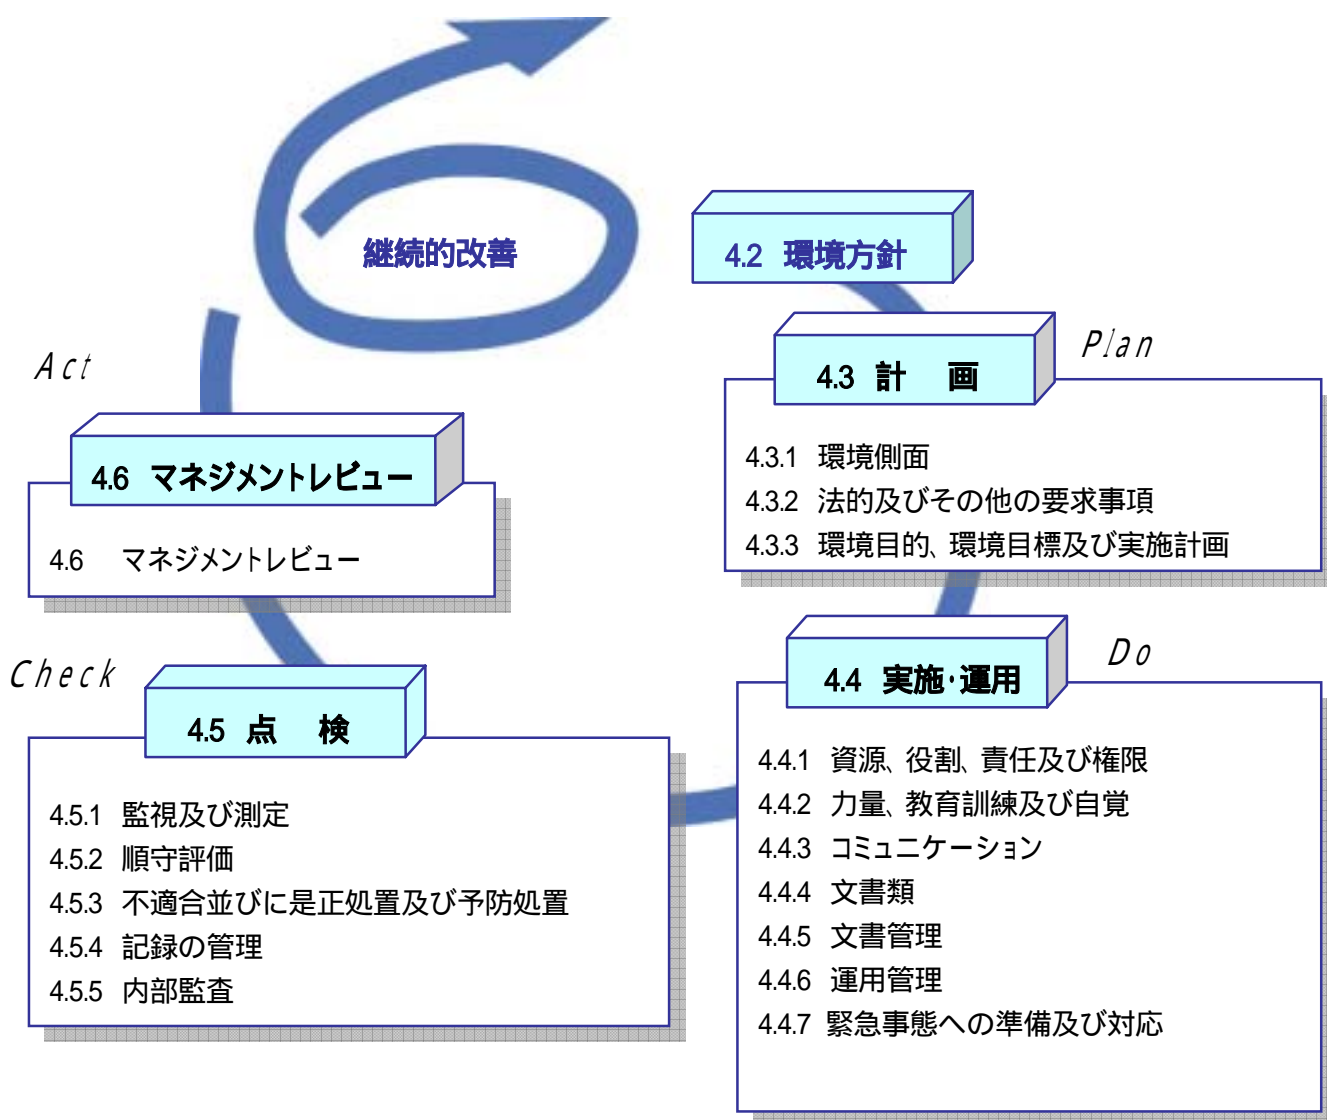 継続的改善
4.2 環境方針
Plan
4.3 計 画
4.3.1 環境側面
4.3.2 法的及びその他の要求事項
4.3.3 環境目的、環境目標及び実施計画
Do
4.4 実施・運用
4.4.1 資源、役割、責任及び権限
4.4.2 力量、教育訓練及び自覚
4.4.3 コミュニケーション
4.4.4 文書類
4.4.5 文書管理
4.4.6 運用管理
4.4.7 緊急事態への準備及び対応
Check
4.5 点 検
4.5.1 監視及び測定
4.5.2 順守評価
4.5.3 不適合並びに是正処置及び予防処置
4.5.4 記録の管理
4.5.5 内部監査
Act
4.6 マネジメントレビュー
4.6 マネジメントレビュー